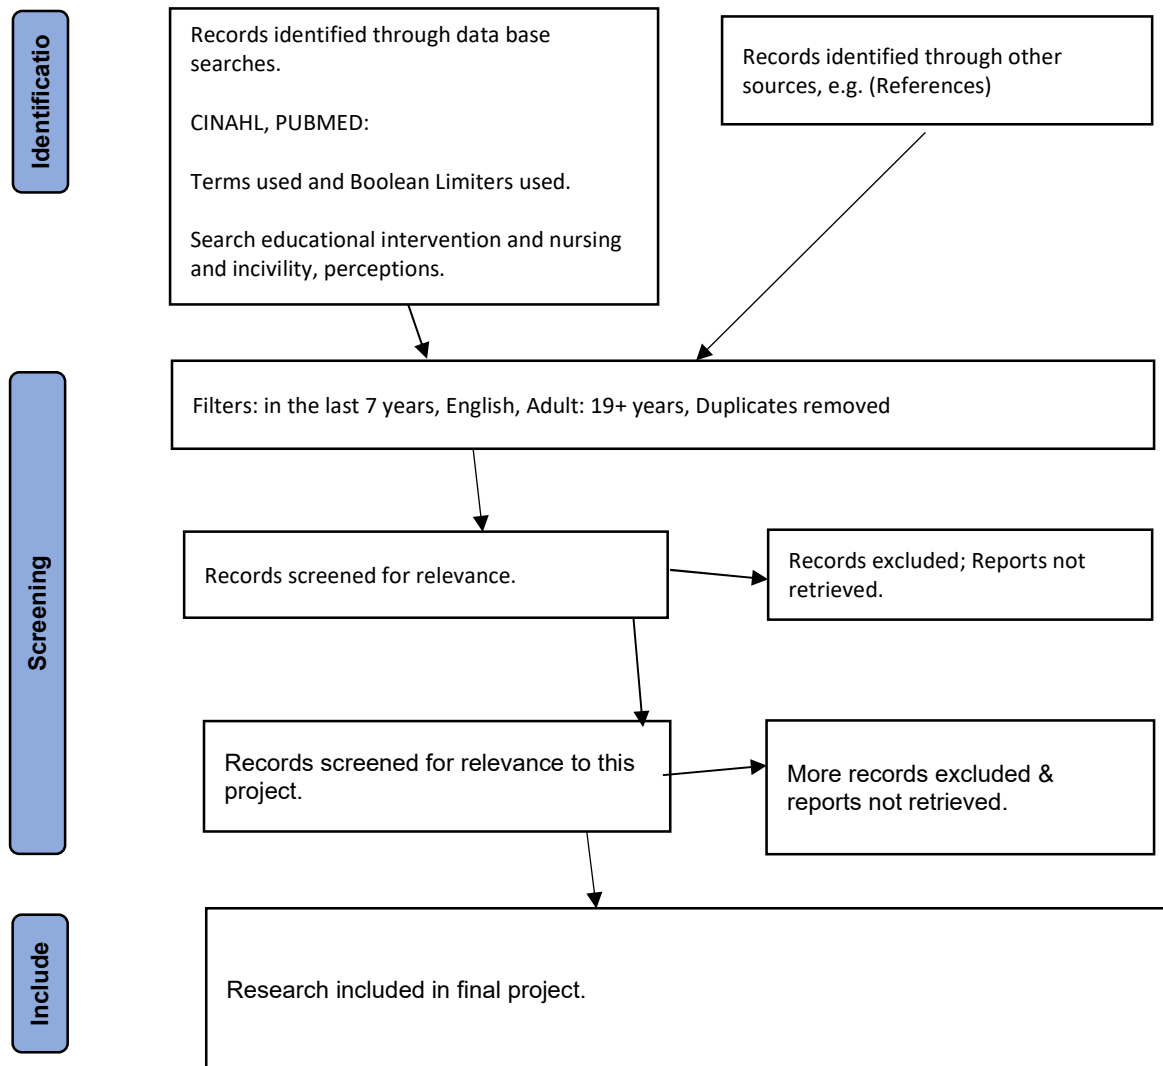 Identificatio
Records identified through data base
searches.
CINAHL, PUBMED:
Terms used and Boolean Limiters used.
Search educational intervention and nursing
and incivility, perceptions.
Records identified through other
sources, e.g. (References)
Screening
Filters: in the last 7 years, English, Adult: 19+ years, Duplicates removed
Records screened for relevance.
Records excluded; Reports not
retrieved.
Records screened for relevance to this
project.
More records excluded &
reports not retrieved.
Include
Research included in final project.